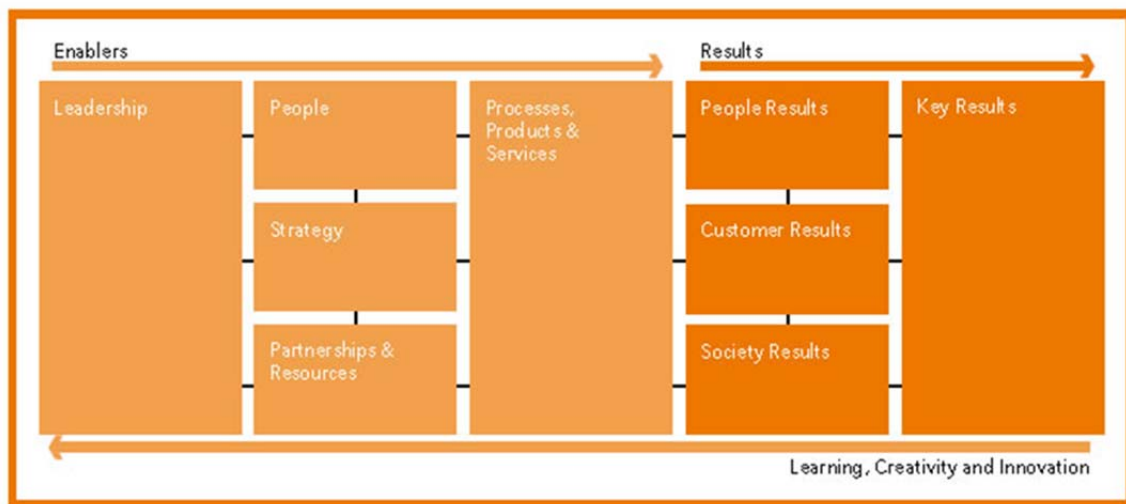 Enablers
Results
Leadership
People
Processes,
Products &
Services
People Results
Key Results
Strategy
Customer Results
Partnerships &
Resources
Society Results
Learning, Creativity and Innovation